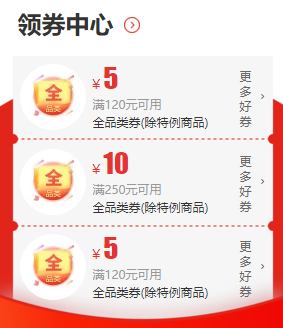 领券中心
全
品类
¥5
满120元可用
全品类券(除特例商品)
更多好券 ›
全
品类
¥10
满250元可用
全品类券(除特例商品)
更多好券 ›
全
品类
¥5
满120元可用
全品类券(除特例商品)
更多好券 ›